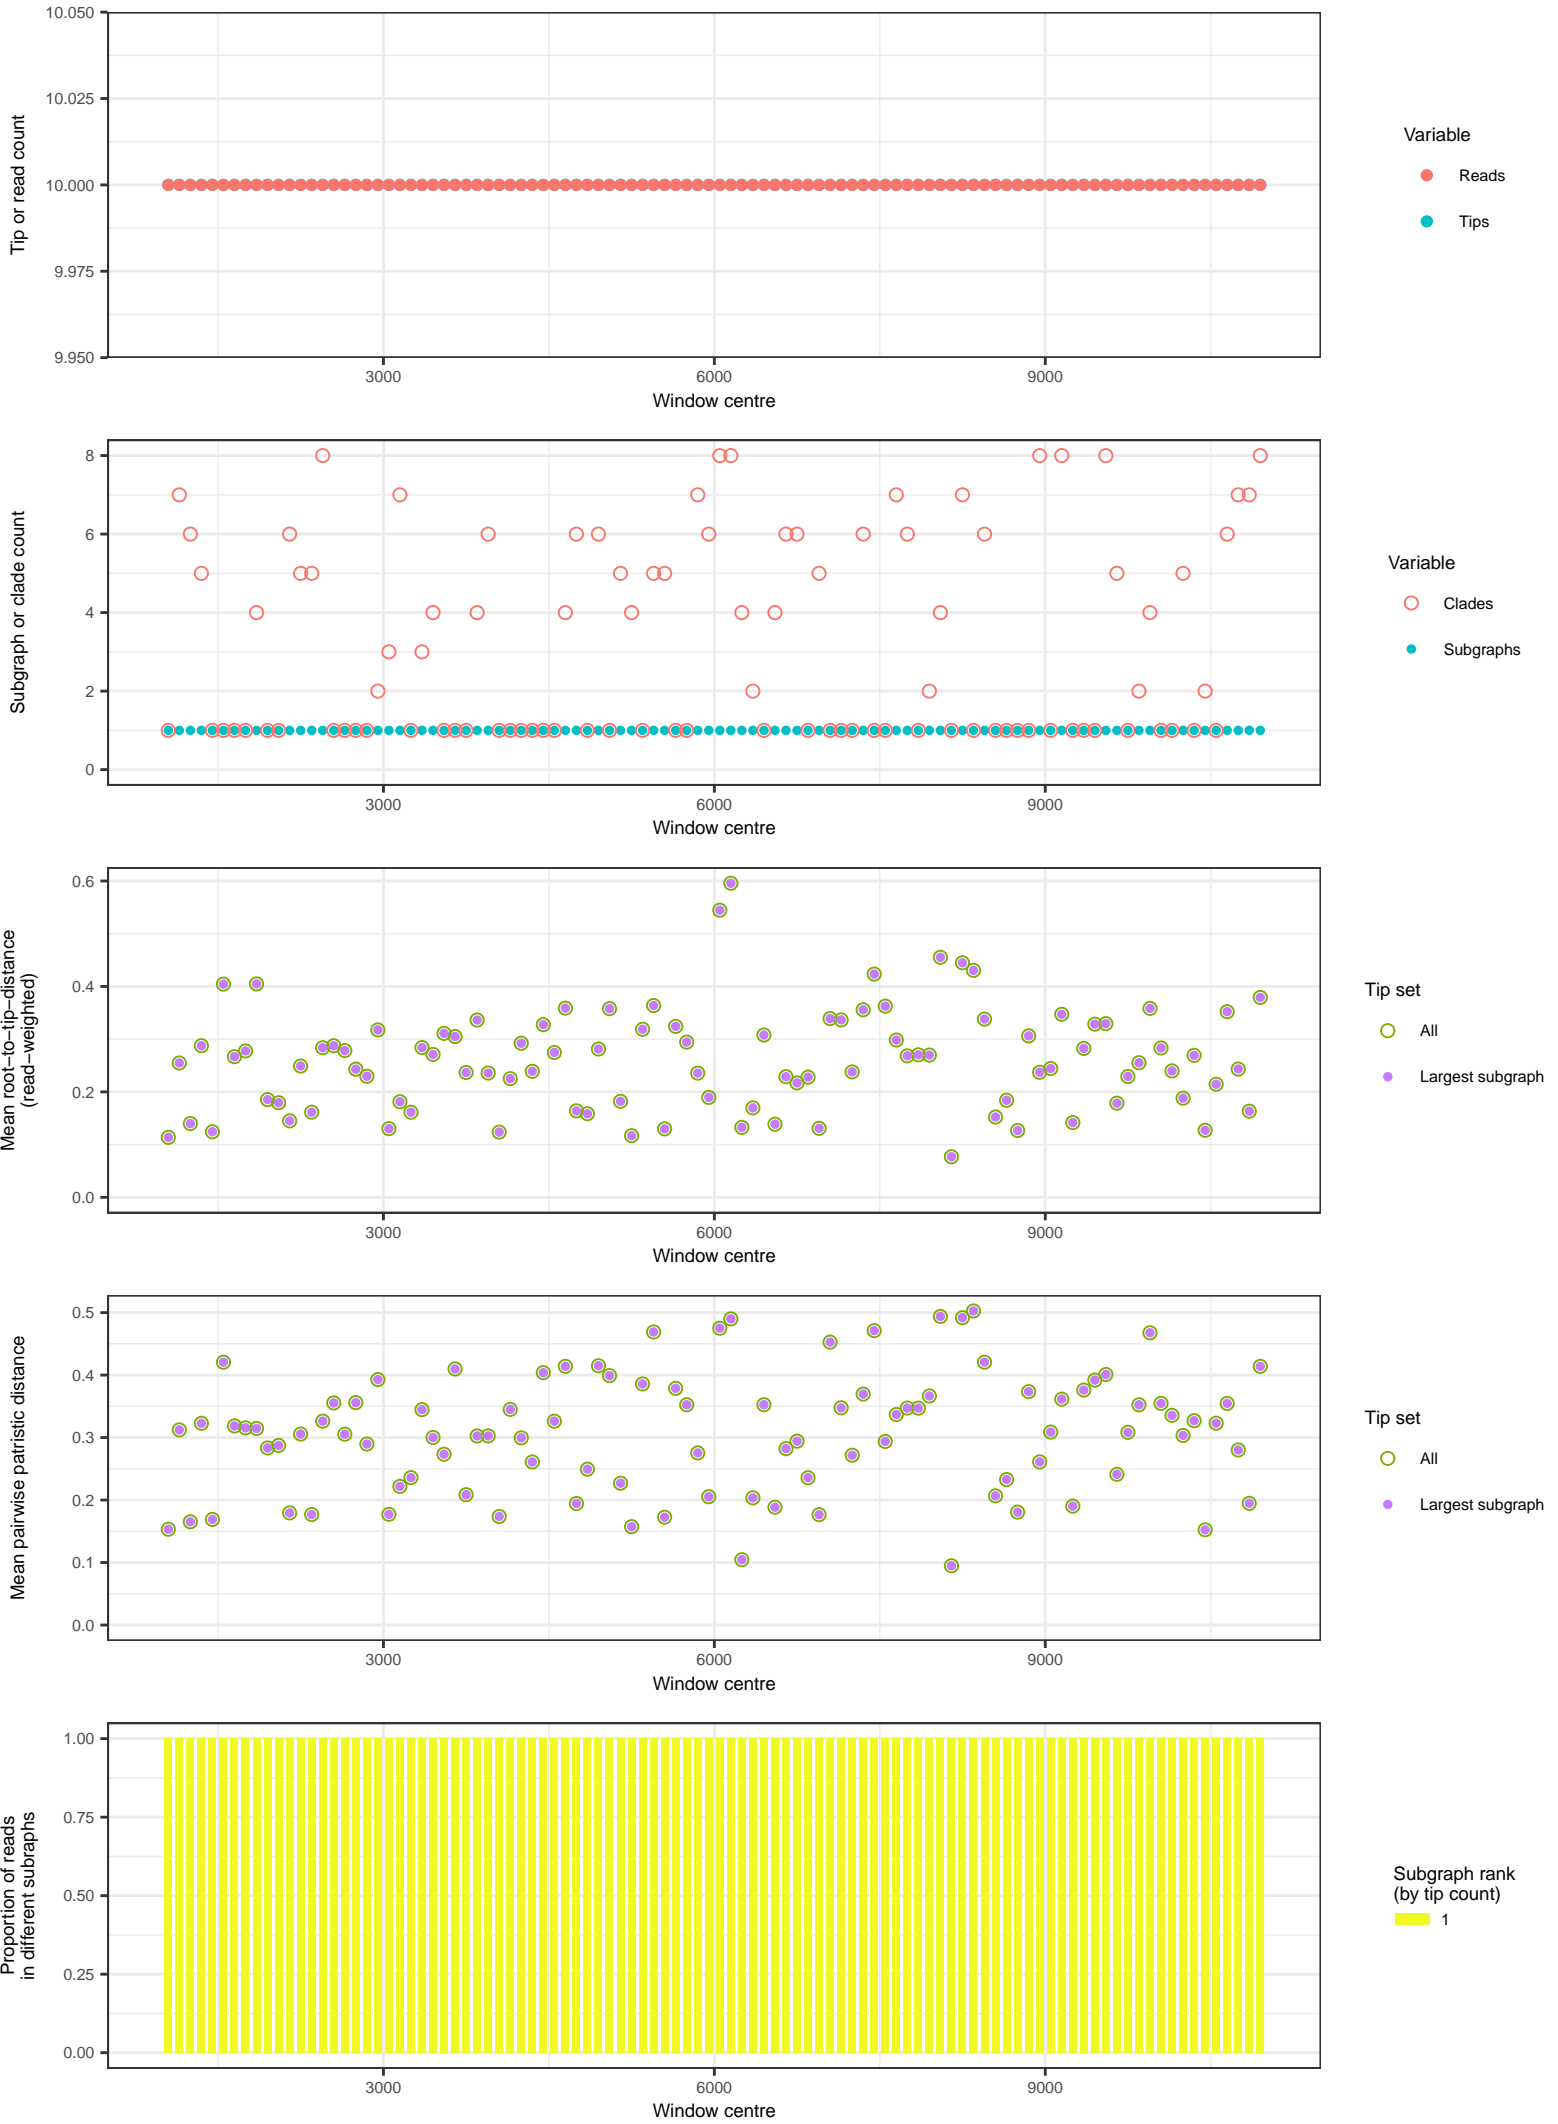 10.050
10.025
10.000
9.975
9.950
Tip or read count
3000 6000 9000
Window centre
Variable
Reads
Tips
8
6
4
2
0
Subgraph or clade count
3000 6000 9000
Window centre
Variable
Clades
Subgraphs
0.6
0.4
0.2
0.0
Mean root−to−tip−distance
(read−weighted)
3000 6000 9000
Window centre
Tip set
All
Largest subgraph
0.5
0.4
0.3
0.2
0.1
0.0
Mean pairwise patristic distance
3000 6000 9000
Window centre
Tip set
All
Largest subgraph
1.00
0.75
0.50
0.25
0.00
Proportion of reads
in different subraphs
3000 6000 9000
Window centre
Subgraph rank
(by tip count)
1